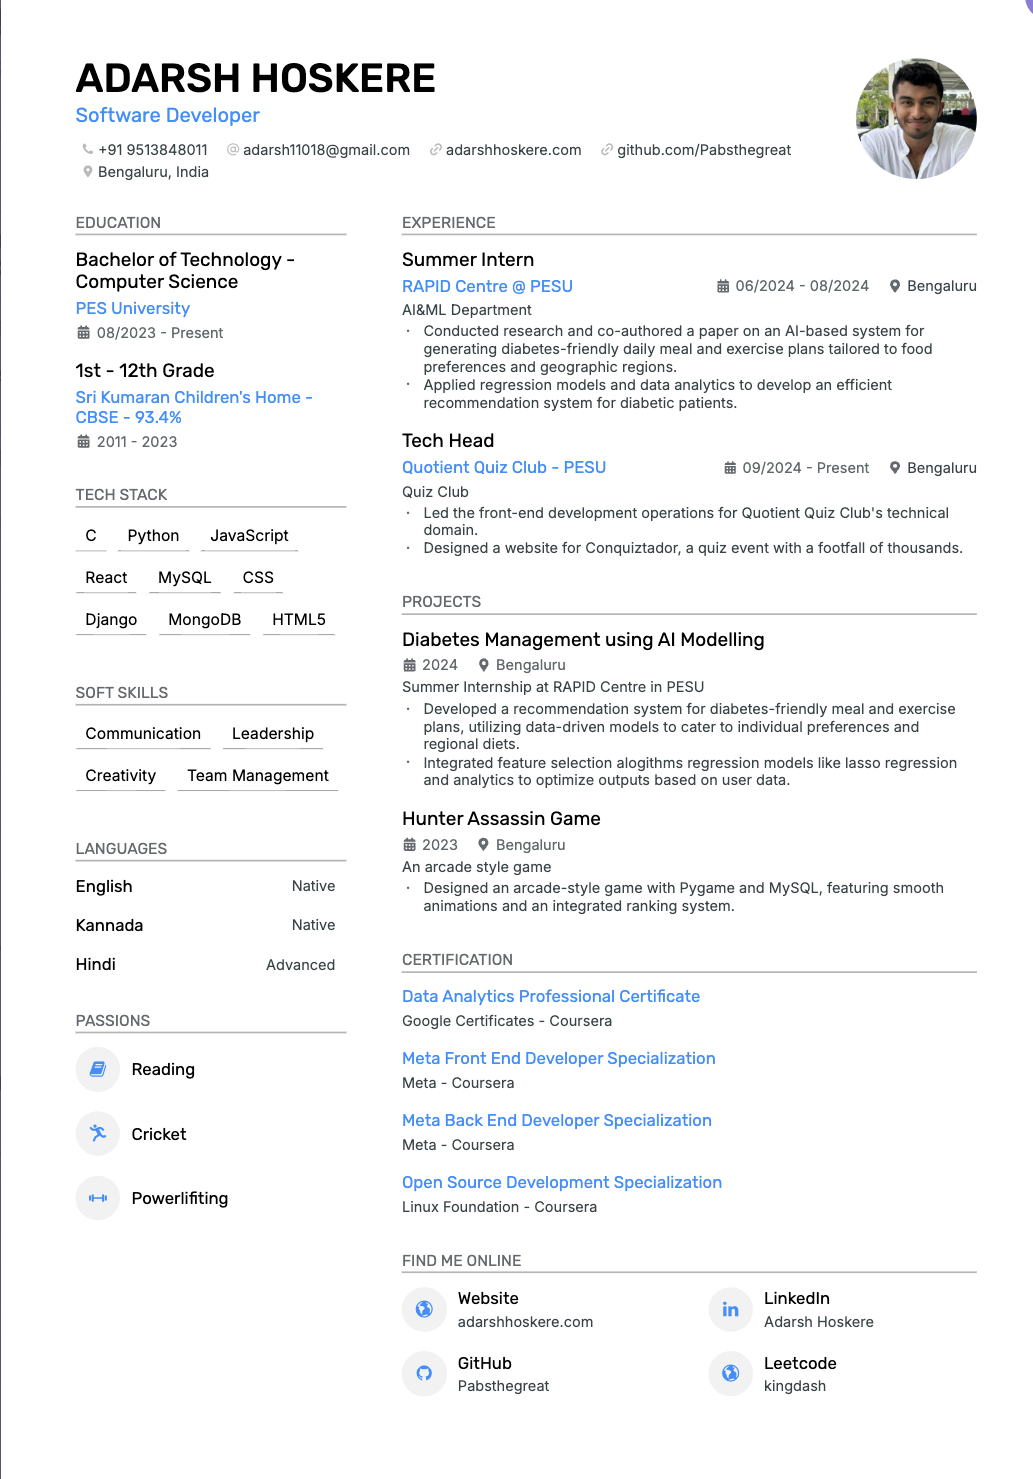 ADARSH HOSKERE
Software Developer
+91 9513848011 adarsh11018@gmail.com adarshhoskere.com github.com/Pabsthegreat
Bengaluru, India
EDUCATION
Bachelor of Technology -
Computer Science
PES University
08/2023 - Present
1st - 12th Grade
Sri Kumaran Children's Home -
CBSE - 93.4%
2011 - 2023
TECH STACK
C Python JavaScript
React MySQL CSS
Django MongoDB HTML5
SOFT SKILLS
Communication Leadership
Creativity Team Management
LANGUAGES
English Native
Kannada Native
Hindi Advanced
PASSIONS
Reading
Cricket
Powerlifiting
EXPERIENCE
Summer Intern
RAPID Centre @ PESU 06/2024 - 08/2024 Bengaluru
AI&ML Department
· Conducted research and co-authored a paper on an AI-based system for
generating diabetes-friendly daily meal and exercise plans tailored to food
preferences and geographic regions.
· Applied regression models and data analytics to develop an efficient
recommendation system for diabetic patients.
Tech Head
Quotient Quiz Club - PESU 09/2024 - Present Bengaluru
Quiz Club
· Led the front-end development operations for Quotient Quiz Club's technical
domain.
· Designed a website for Conquiztador, a quiz event with a footfall of thousands.
PROJECTS
Diabetes Management using AI Modelling
2024 Bengaluru
Summer Internship at RAPID Centre in PESU
· Developed a recommendation system for diabetes-friendly meal and exercise
plans, utilizing data-driven models to cater to individual preferences and
regional diets.
· Integrated feature selection alogithms regression models like lasso regression
and analytics to optimize outputs based on user data.
Hunter Assassin Game
2023 Bengaluru
An arcade style game
· Designed an arcade-style game with Pygame and MySQL, featuring smooth
animations and an integrated ranking system.
CERTIFICATION
Data Analytics Professional Certificate
Google Certificates - Coursera
Meta Front End Developer Specialization
Meta - Coursera
Meta Back End Developer Specialization
Meta - Coursera
Open Source Development Specialization
Linux Foundation - Coursera
FIND ME ONLINE
Website
adarshhoskere.com
LinkedIn
Adarsh Hoskere
GitHub
Pabsthegreat
Leetcode
kingdash